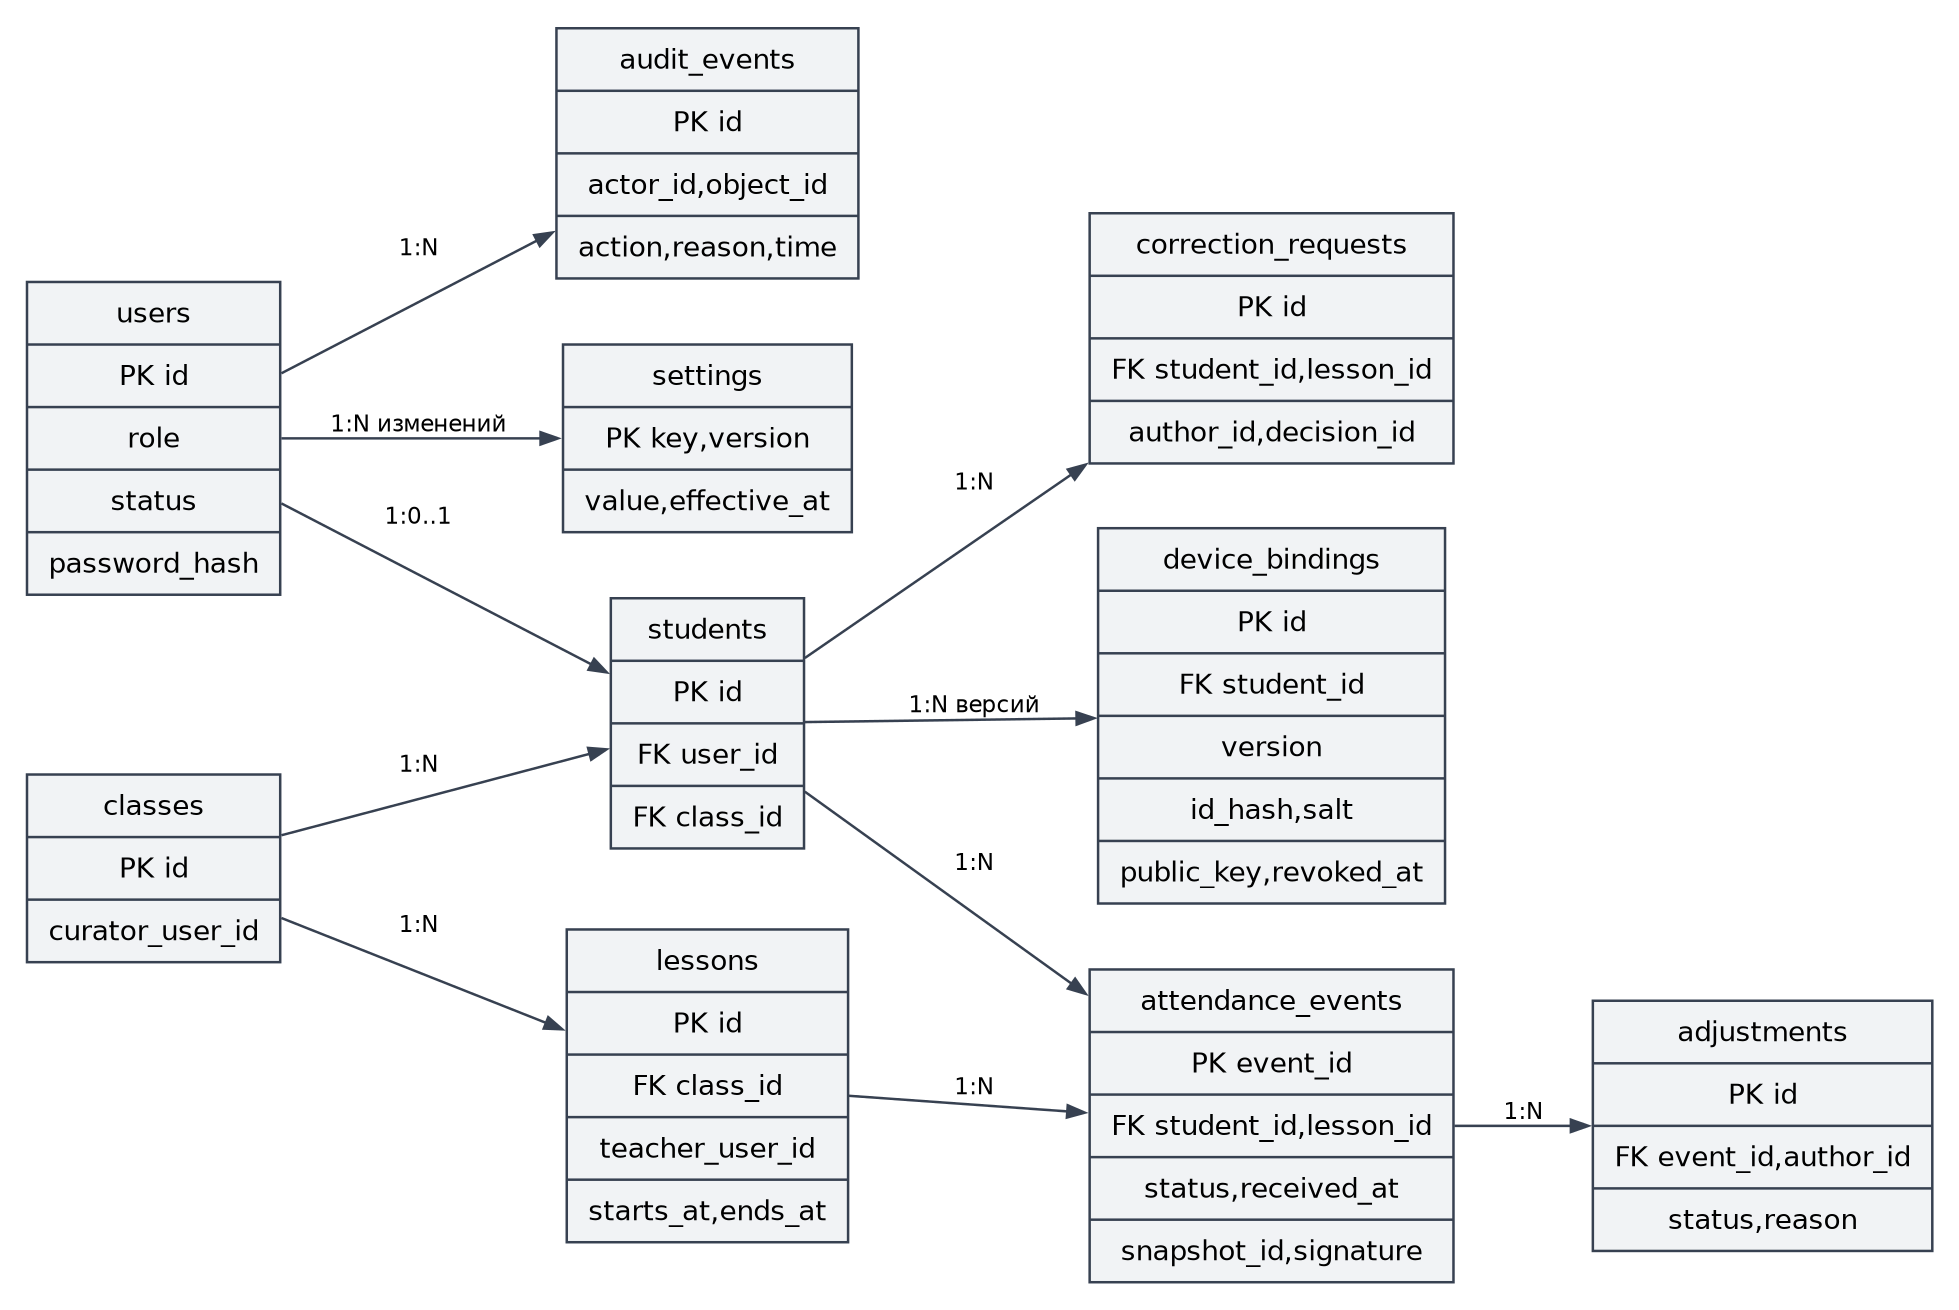 users
PK id
role
status
password_hash
classes
PK id
curator_user_id
1:N
1:N изменений
1:0..1
1:N
1:N
audit_events
PK id
actor_id,object_id
action,reason,time
settings
PK key,version
value,effective_at
students
PK id
FK user_id
FK class_id
lessons
PK id
FK class_id
teacher_user_id
starts_at,ends_at
1:N
1:N версий
1:N
1:N
correction_requests
PK id
FK student_id,lesson_id
author_id,decision_id
device_bindings
PK id
FK student_id
version
id_hash,salt
public_key,revoked_at
attendance_events
PK event_id
FK student_id,lesson_id
status,received_at
snapshot_id,signature
1:N
adjustments
PK id
FK event_id,author_id
status,reason